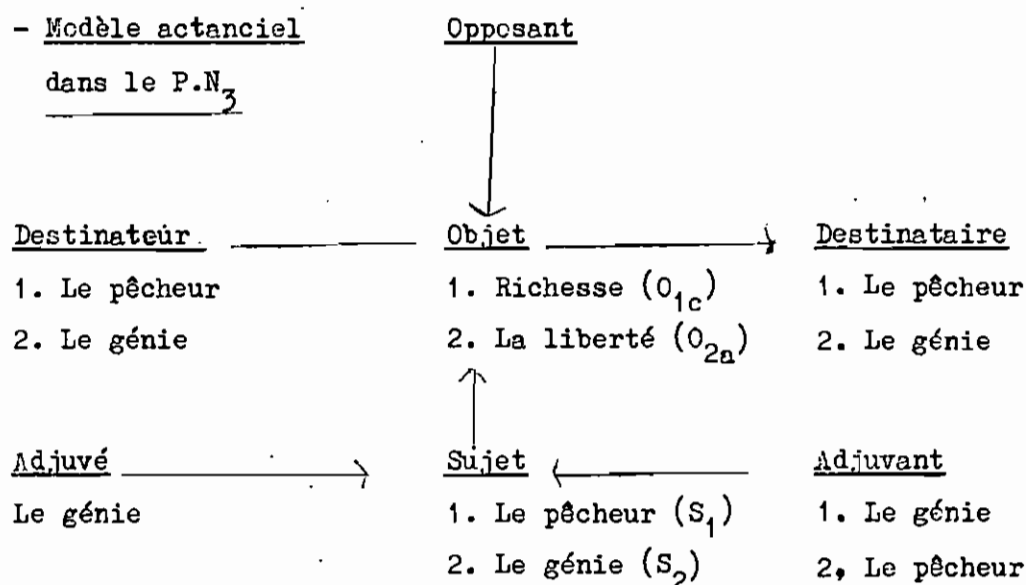 - Modèle actanciel Opposant
dans le P.N3
Destinateur Objet Destinataire
1. Le pêcheur 1. Richesse (O1c) 1. Le pêcheur
2. Le génie 2. La liberté (O2a) 2. Le génie
Adjuvé Sujet Adjuvant
Le génie 1. Le pêcheur (S1) 1. Le génie
2. Le génie (S2) 2, Le pêcheur